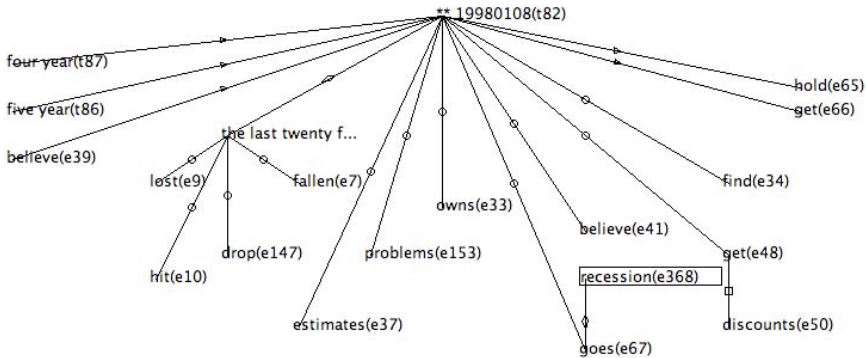 ** 19980108(t82)
four year(t87)
hold(e65)
five year(t86)
get(e66)
the last twenty f...
believe(e39)
lost(e9)
fallen(e7)
find(e34)
owns(e33)
believe(e41)
drop(e147)
problems(e153)
get(e48)
hit(e10)
recession(e368)
estimates(e37)
discounts(e50)
goes(e67)